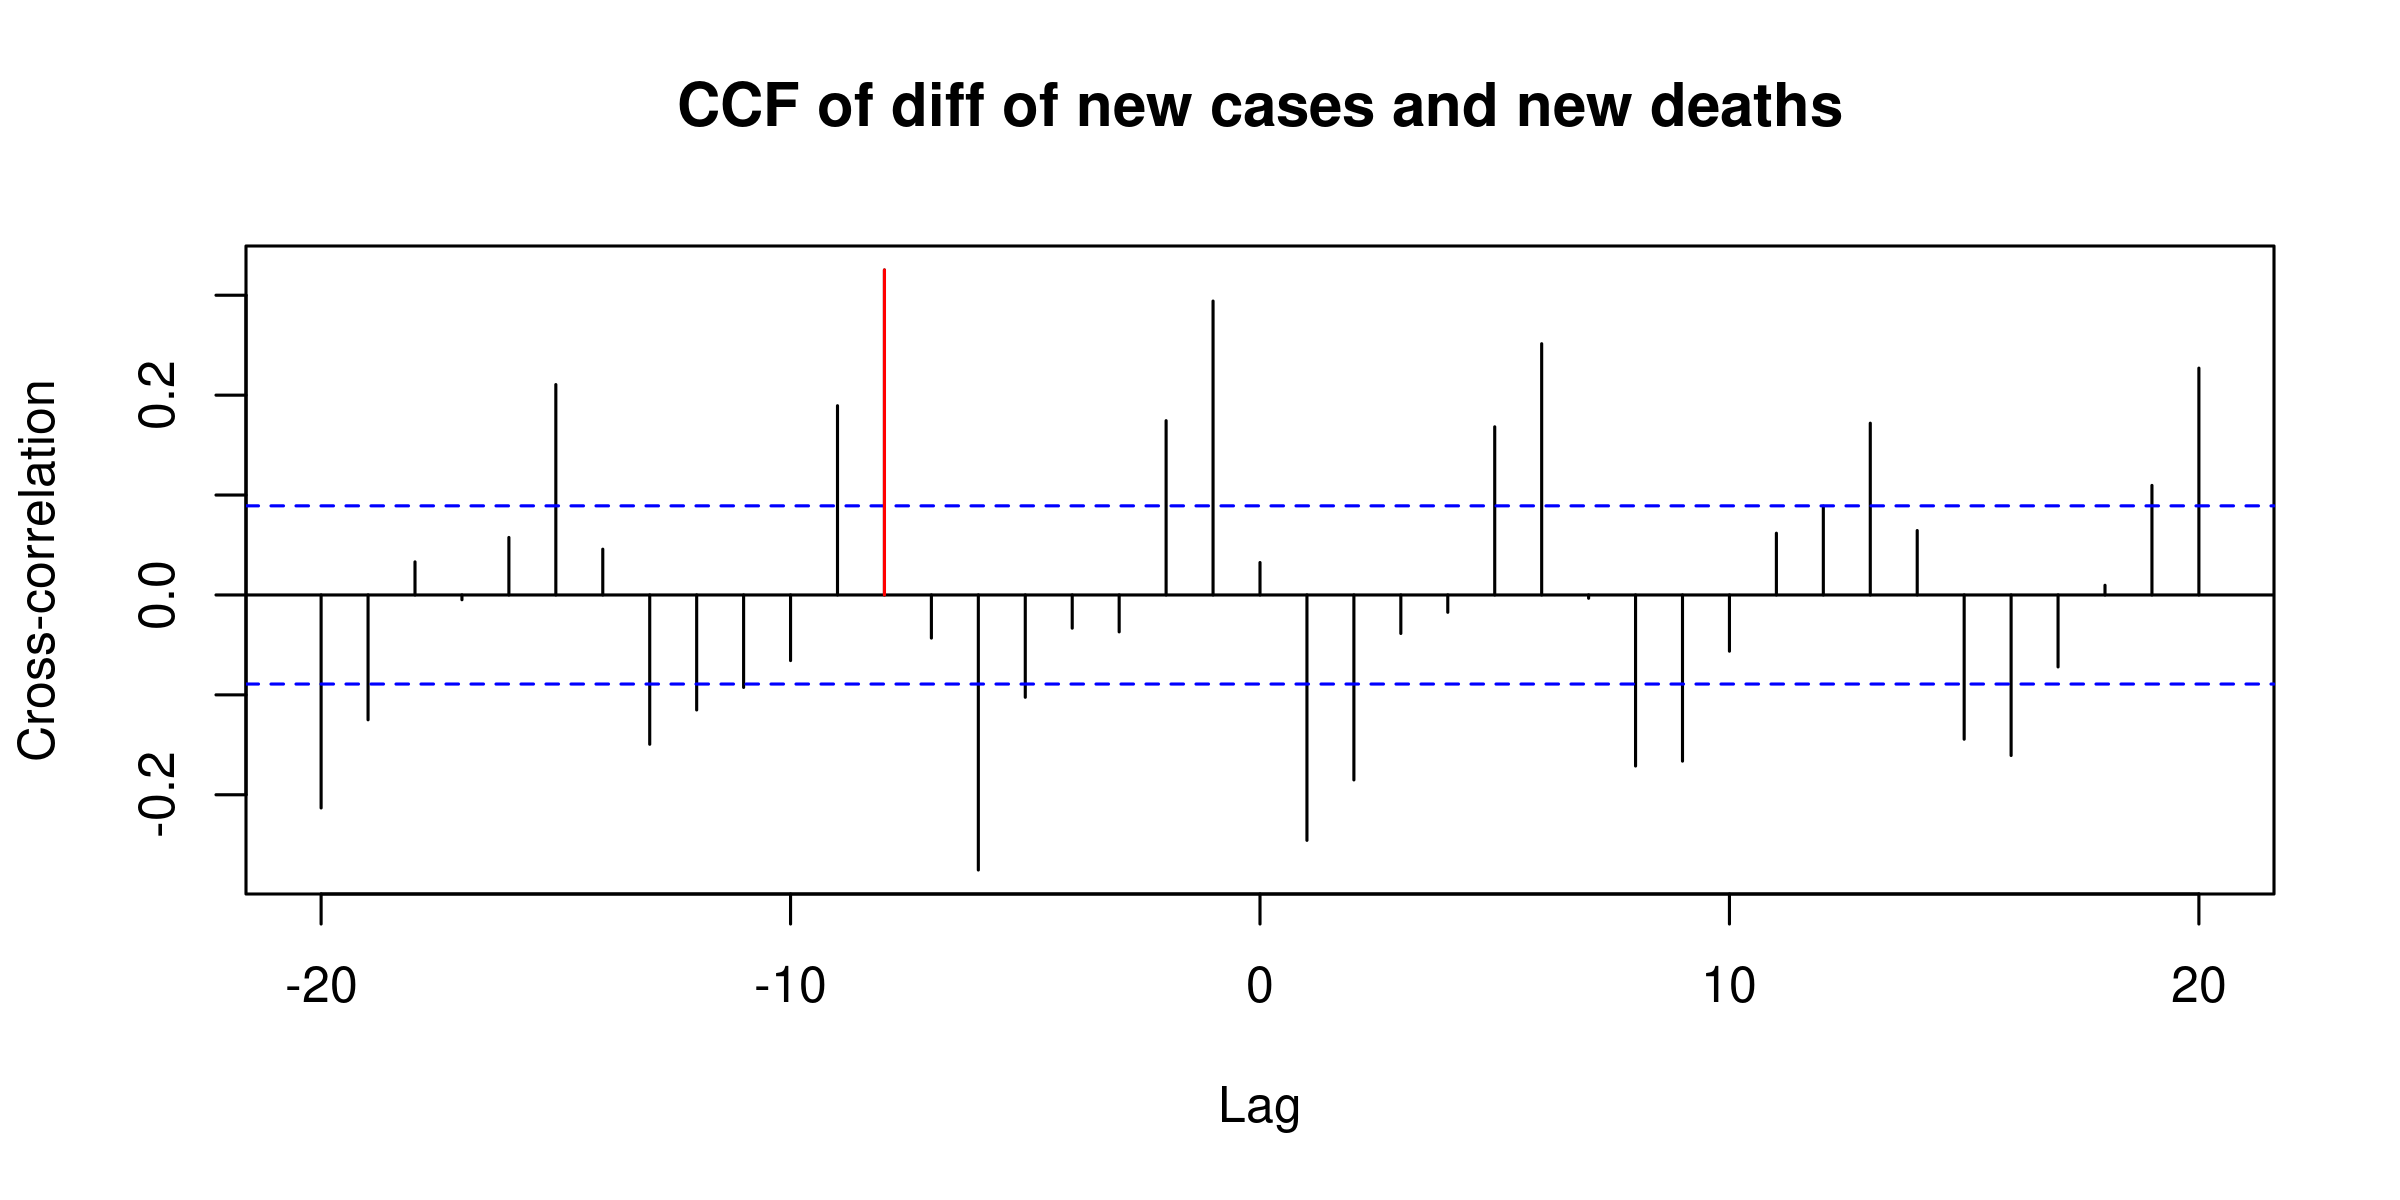 CCF of diff of new cases and new deaths
Cross-correlation
0.2
0.0
-0.2
-20 -10 0 10 20
Lag